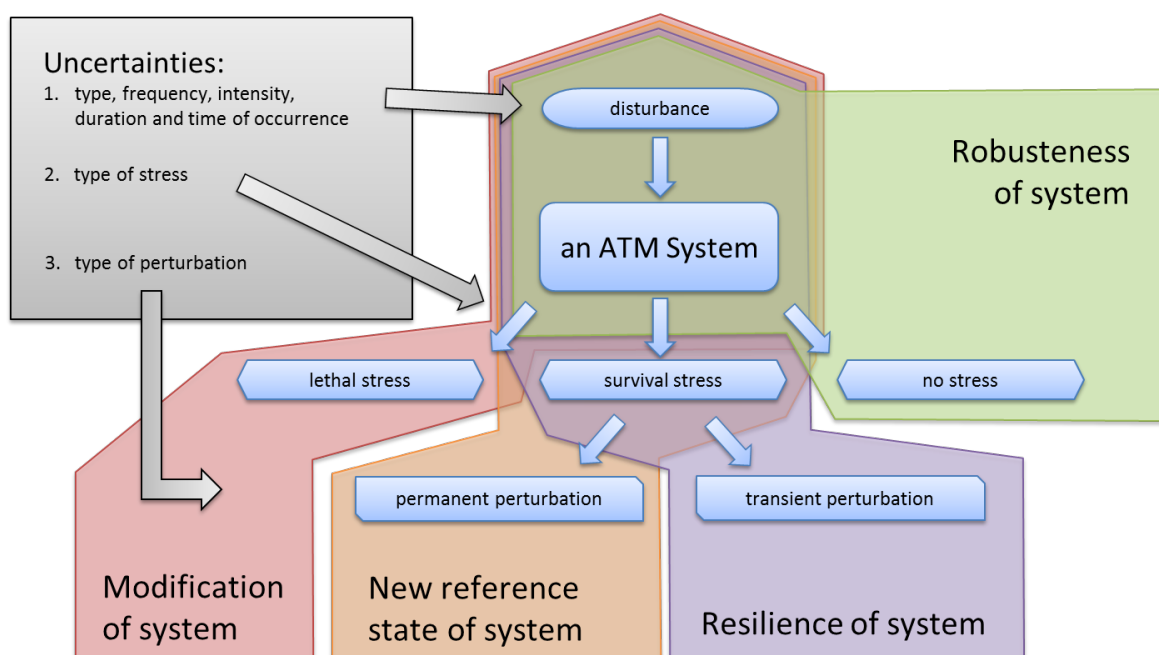 Uncertainties:
1. type, frequency, intensity,
duration and time of occurrence
2. type of stress
3. type of perturbation
disturbance
an ATM System
Robusteness
of system
lethal stress
survival stress
no stress
permanent perturbation
transient perturbation
Modification
of system
New reference
state of system
Resilience of system